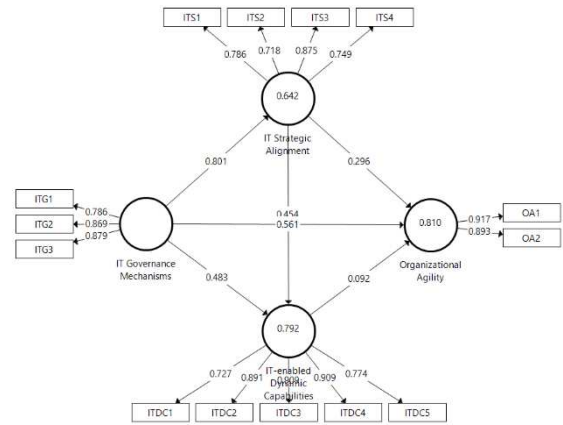 ITS1 ITS2 ITS3 ITS4
0.786 0.718 0.875 0.749
0.642
IT Strategic
Alignment
0.801 0.296
ITG1
ITG2
ITG3
0.786
0.869
0.879
IT Governance
Mechanisms
0.454
0.561
0.810
Organizational
Agility
0.917
0.893
OA1
OA2
0.483 0.092
0.792
IT-enabled
Dynamic
Capabilities
0.727 0.891 0.909 0.774
ITDC1 ITDC2 ITDC3 ITDC4 ITDC5